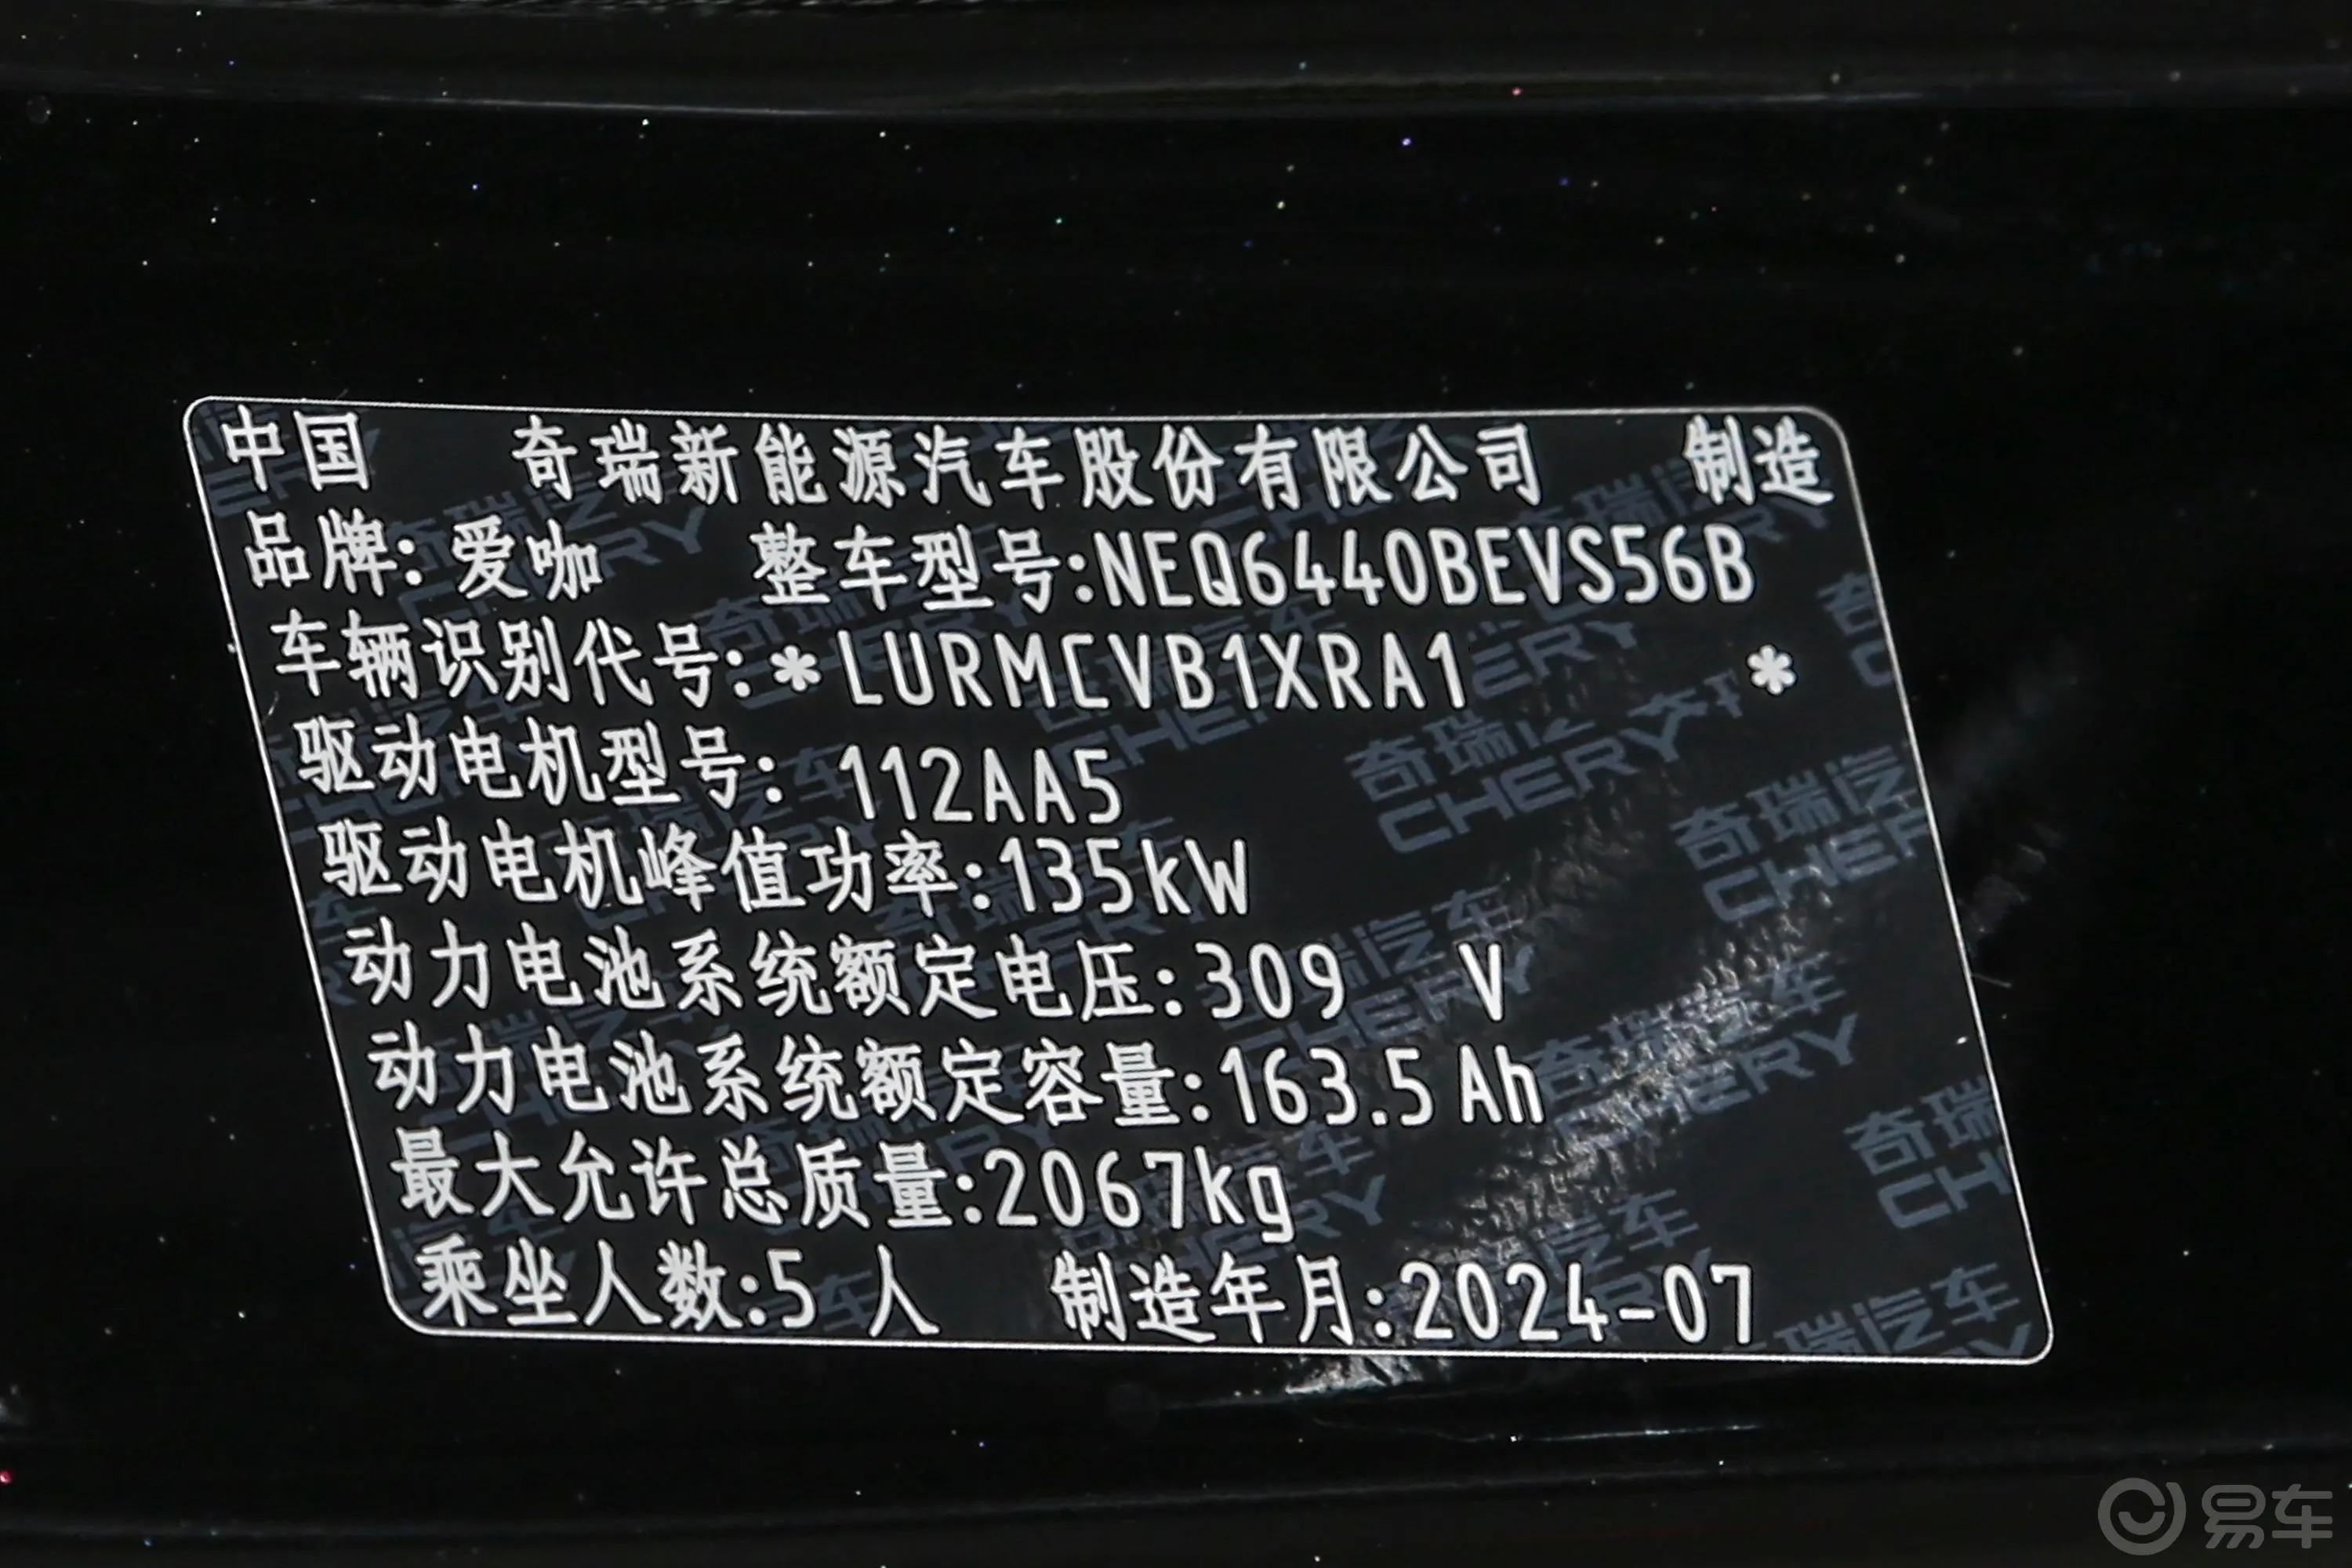 中国 奇瑞新能源汽车股份有限公司 制造
品牌:爱咖 整车型号:NEQ6440BEVS56B
车辆识别代号:*LURMCVB1XRA1 *
驱动电机型号: 112AA5
驱动电机峰值功率:135kW
动力电池系统额定电压:309 V
动力电池系统额定容量:163.5Ah
最大允许总质量:2067kg
乘坐人数:5 人 制造年月:2024-07
易车